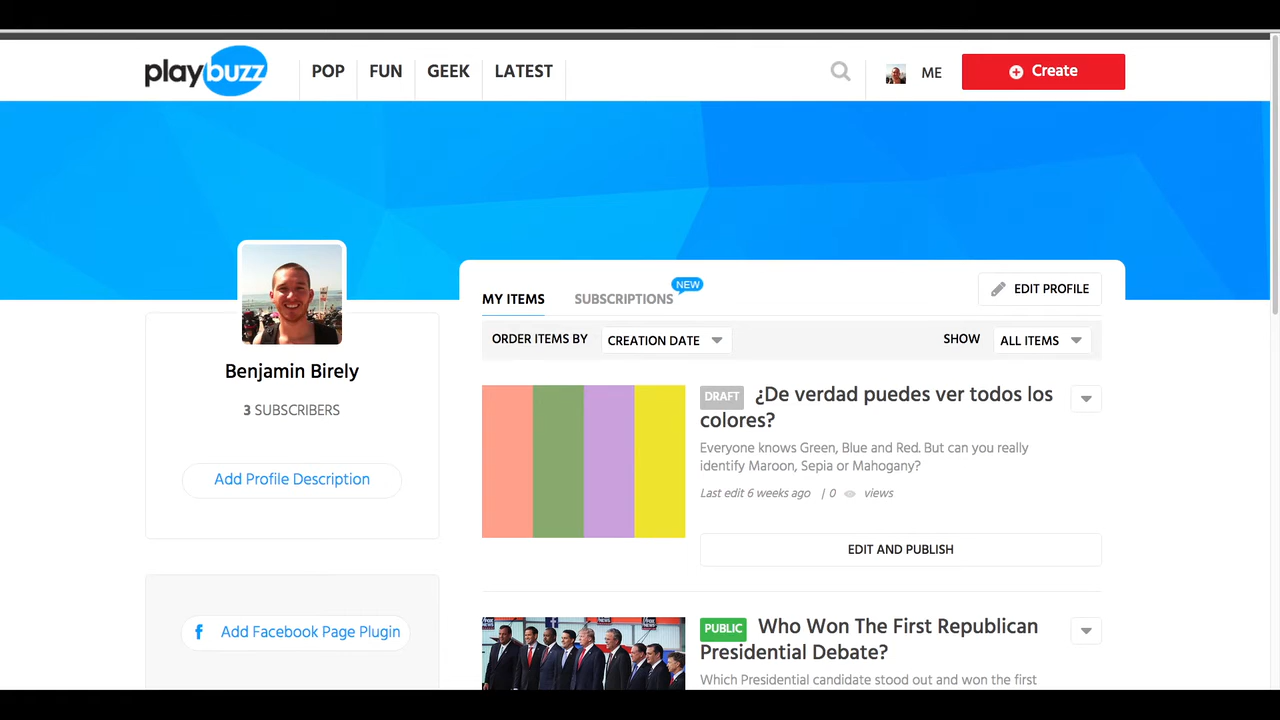 playbuzz
POP
FUN
GEEK
LATEST
ME
Create
MY ITEMS
SUBSCRIPTIONS
NEW
EDIT PROFILE
ORDER ITEMS BY
CREATION DATE
SHOW
ALL ITEMS
Benjamin Birely
3 SUBSCRIBERS
Add Profile Description
Add Facebook Page Plugin
DRAFT ¿De verdad puedes ver todos los
colores?
Everyone knows Green, Blue and Red. But can you really
identify Maroon, Sepia or Mahogany?
Last edit 6 weeks ago | 0 views
EDIT AND PUBLISH
PUBLIC Who Won The First Republican
Presidential Debate?
Which Presidential candidate stood out and won the first